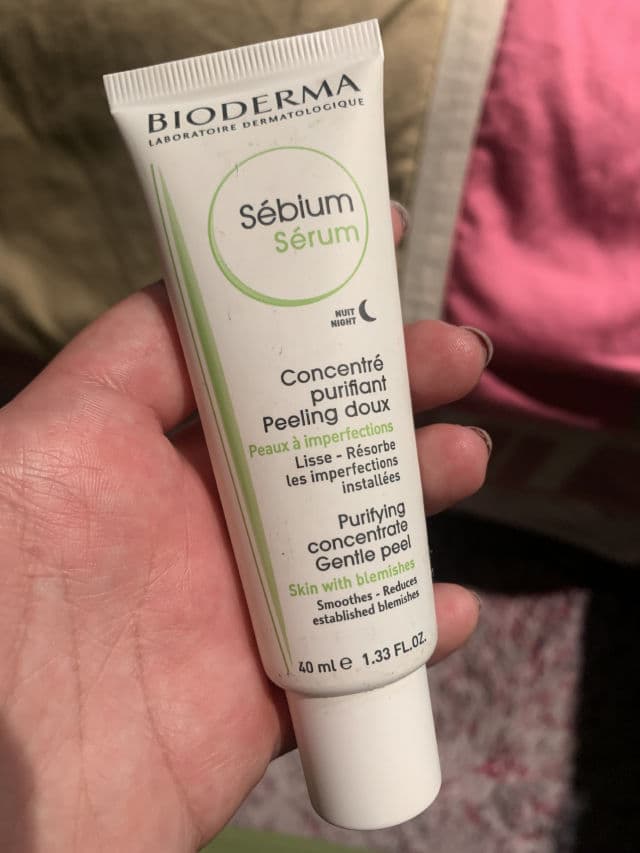 BIODERMA
LABORATOIRE DERMATOLOGIQUE
Sébium
Sérum
NUIT
NIGHT
Concentré
purifiant
Peeling doux
Peaux à imperfections
Lisse - Résorbe
les imperfections
installées
Purifying
concentrate
Gentle peel
Skin with blemishes
Smoothes - Reduces
established blemishes
40 ml e 1.33 FL.OZ.